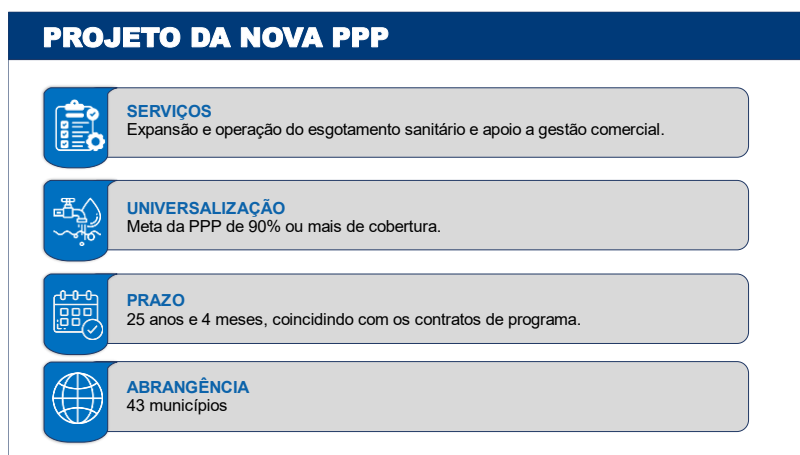 PROJETO DA NOVA PPP
SERVIÇOS
Expansão e operação do esgotamento sanitário e apoio a gestão comercial.
UNIVERSALIZAÇÃO
Meta da PPP de 90% ou mais de cobertura.
PRAZO
25 anos e 4 meses, coincidindo com os contratos de programa.
ABRANGÊNCIA
43 municípios